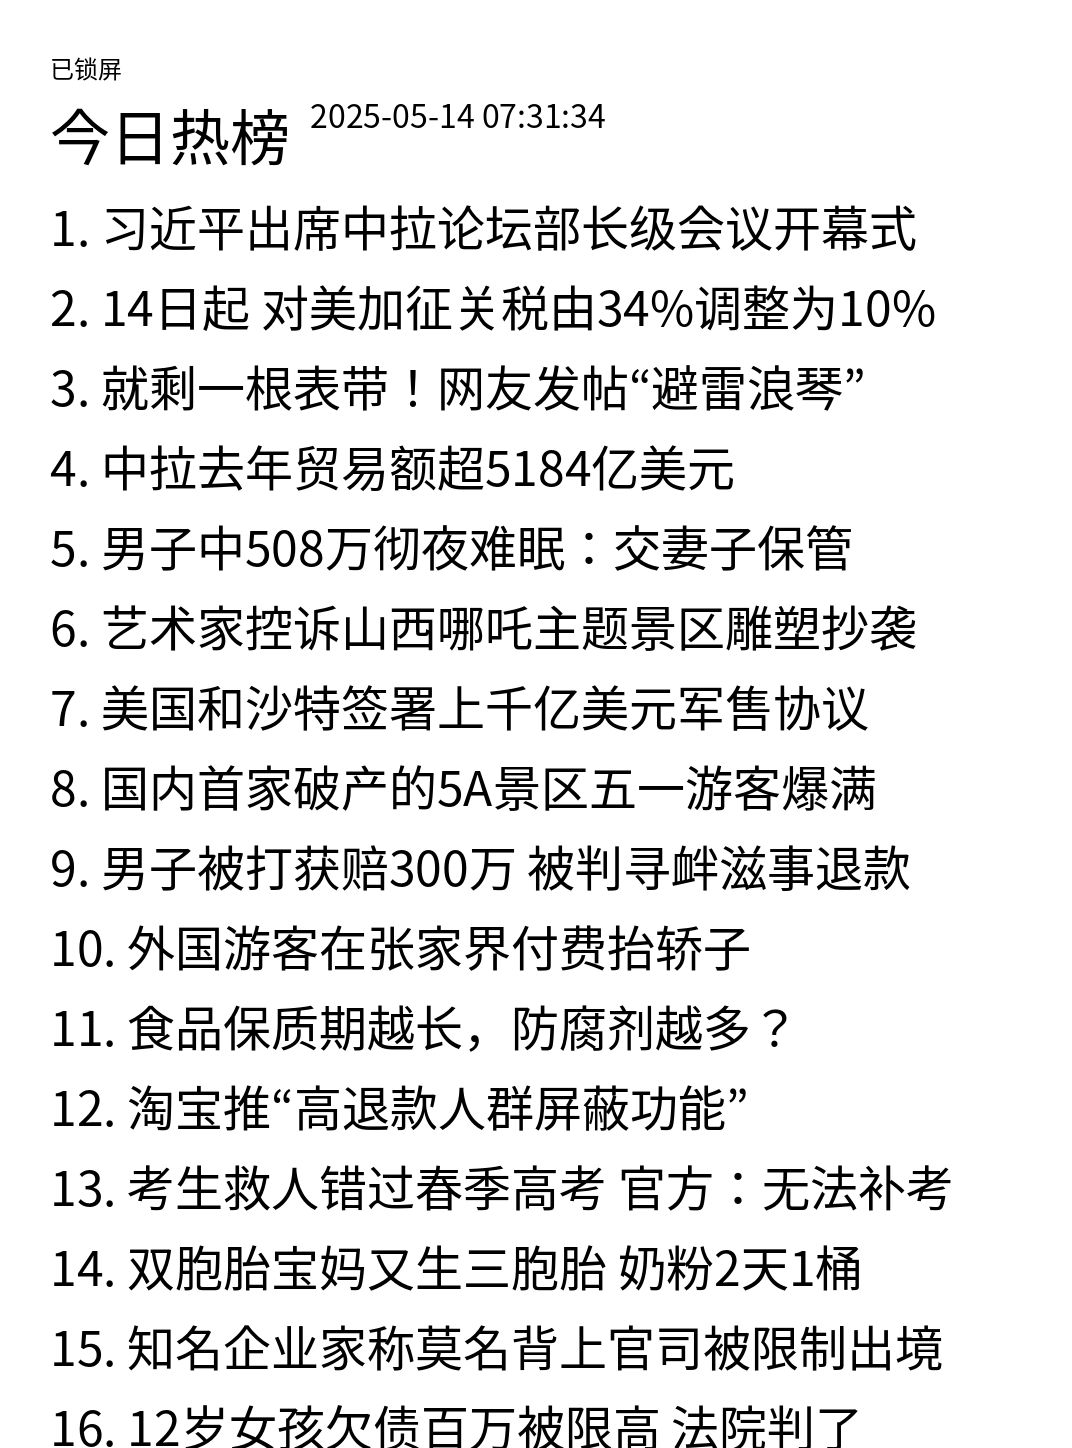 已锁屏
今日热榜 2025-05-14 07:31:34
1. 习近平出席中拉论坛部长级会议开幕式
2. 14日起 对美加征关税由34%调整为10%
3. 就剩一根表带！网友发帖“避雷浪琴”
4. 中拉去年贸易额超5184亿美元
5. 男子中508万彻夜难眠：交妻子保管
6. 艺术家控诉山西哪吒主题景区雕塑抄袭
7. 美国和沙特签署上千亿美元军售协议
8. 国内首家破产的5A景区五一游客爆满
9. 男子被打获赔300万 被判寻衅滋事退款
10. 外国游客在张家界付费抬轿子
11. 食品保质期越长，防腐剂越多？
12. 淘宝推“高退款人群屏蔽功能”
13. 考生救人错过春季高考 官方：无法补考
14. 双胞胎宝妈又生三胞胎 奶粉2天1桶
15. 知名企业家称莫名背上官司被限制出境
16. 12岁女孩欠债百万被限高 法院判了